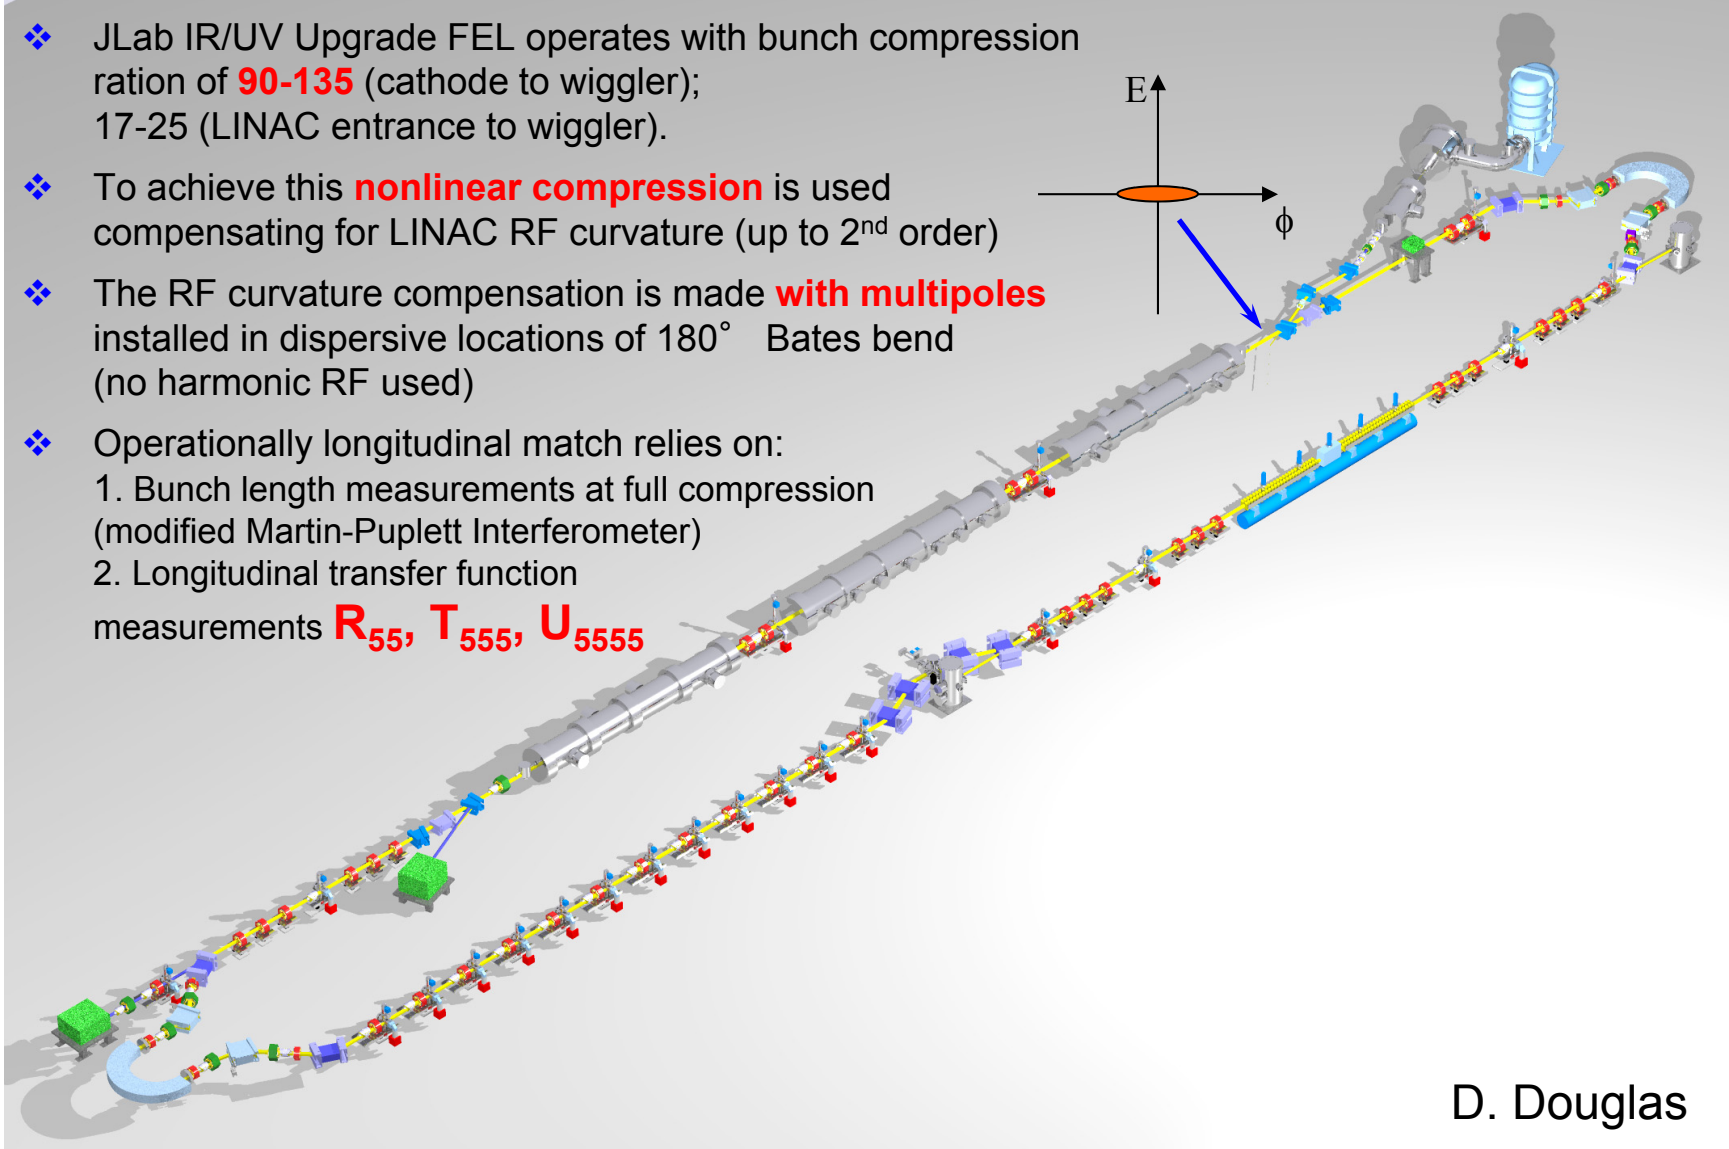 ❖ JLab IR/UV Upgrade FEL operates with bunch compression
ration of 90-135 (cathode to wiggler);
17-25 (LINAC entrance to wiggler).
❖ To achieve this nonlinear compression is used
compensating for LINAC RF curvature (up to 2nd order)
❖ The RF curvature compensation is made with multipoles
installed in dispersive locations of 180° Bates bend
(no harmonic RF used)
❖ Operationally longitudinal match relies on:
1. Bunch length measurements at full compression
(modified Martin-Puplett Interferometer)
2. Longitudinal transfer function
measurements R55, T555, U5555
E
ϕ
D. Douglas